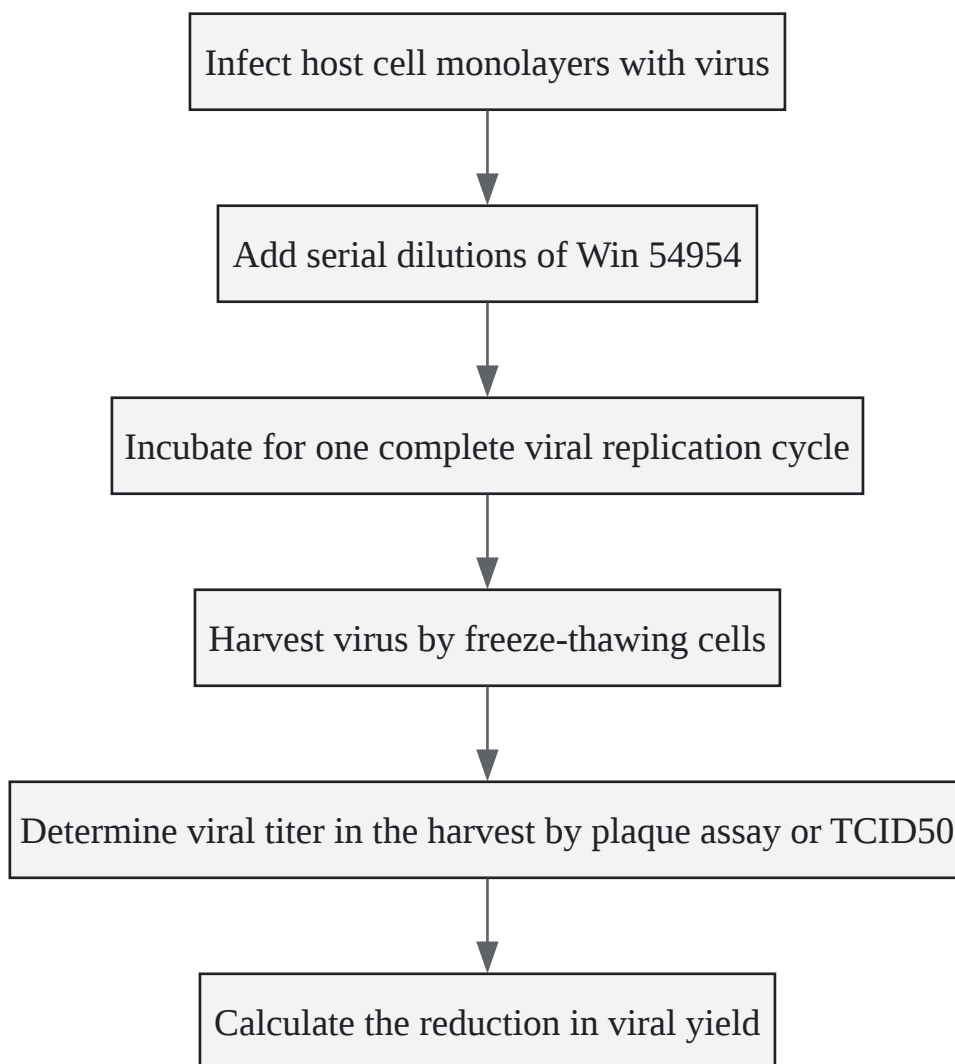 Infect host cell monolayers with virus
Add serial dilutions of Win 54954
Incubate for one complete viral replication cycle
Harvest virus by freeze-thawing cells
Determine viral titer in the harvest by plaque assay or TCID50
Calculate the reduction in viral yield